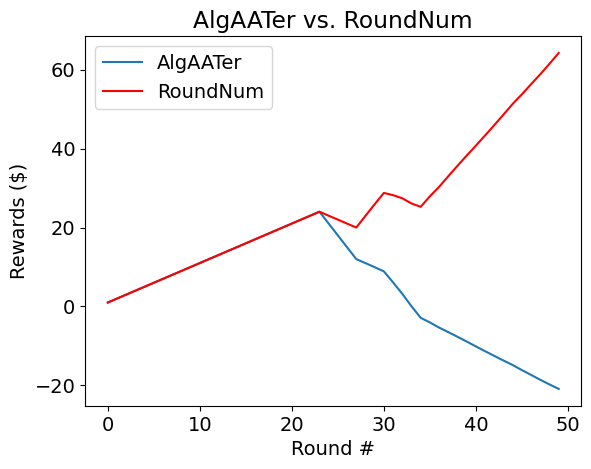 AlgAATer vs. RoundNum
AlgAATer
RoundNum
Rewards ($)
60
40
20
0
−20
0 10 20 30 40 50
Round #